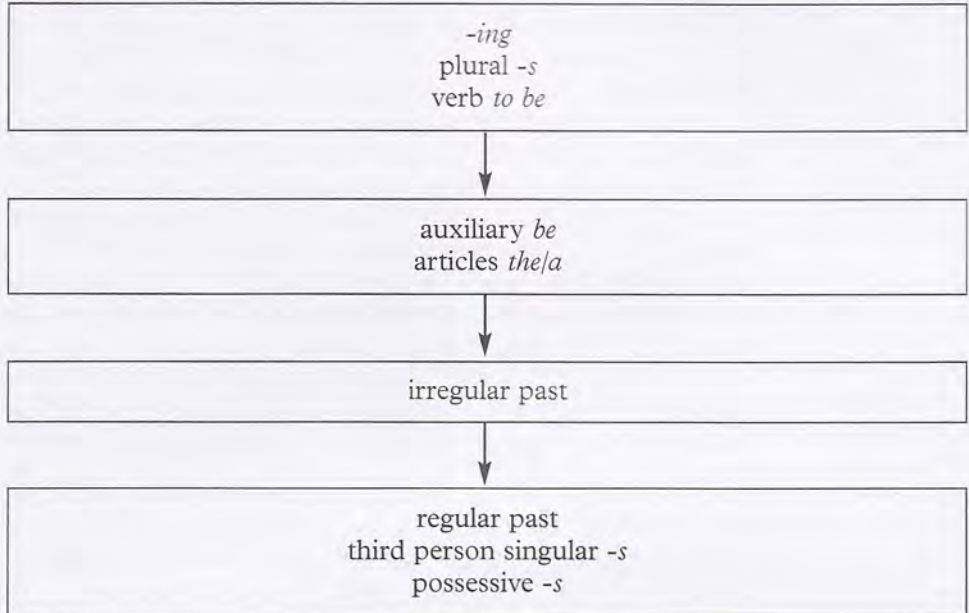 -ing
plural -s
verb to be
auxiliary be
articles the/a
irregular past
regular past
third person singular -s
possessive -s